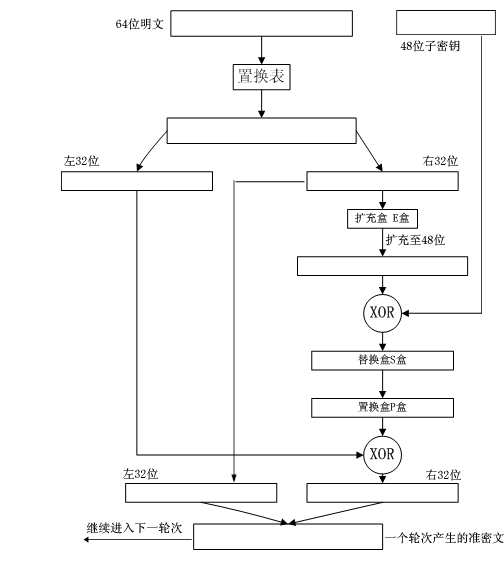 64位明文
48位子密钥
置换表
左32位
右32位
扩充盒 E盒
扩充至48位
XOR
替换盒S盒
置换盒P盒
XOR
左32位
右32位
继续进入下一轮次
一个轮次产生的准密文